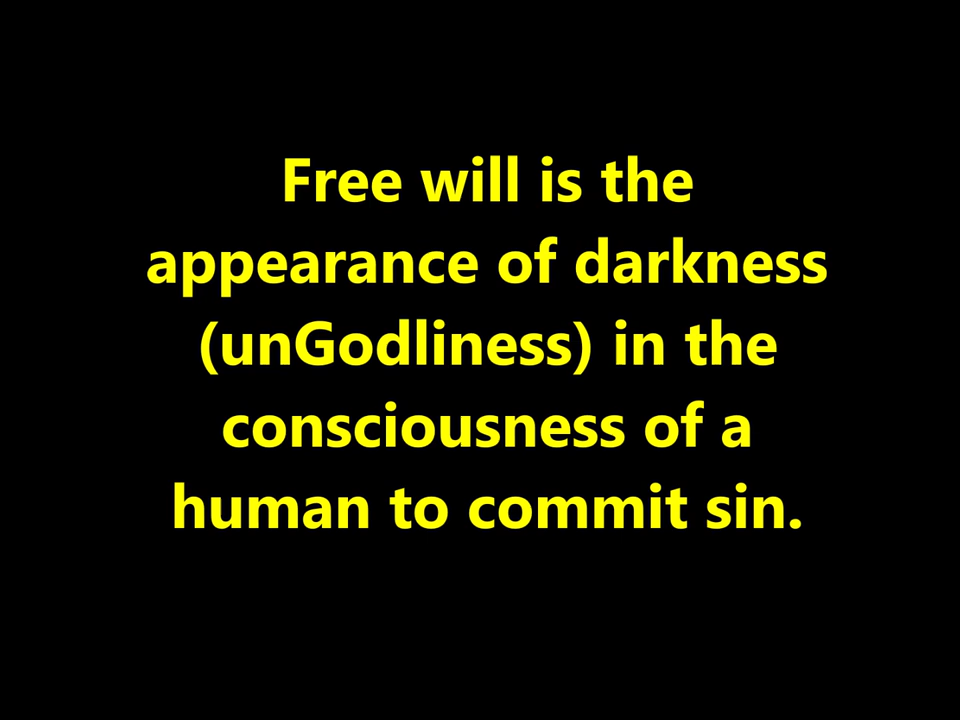 Free will is the
appearance of darkness
(unGodliness) in the
consciousness of a
human to commit sin.